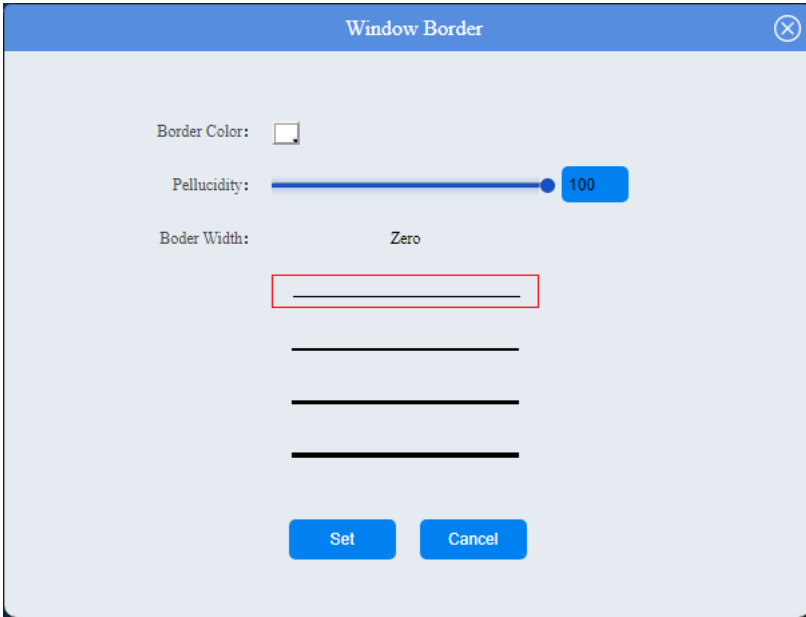 Window Border
Border Color:
Pellucidity: 100
Boder Width: Zero
Set Cancel